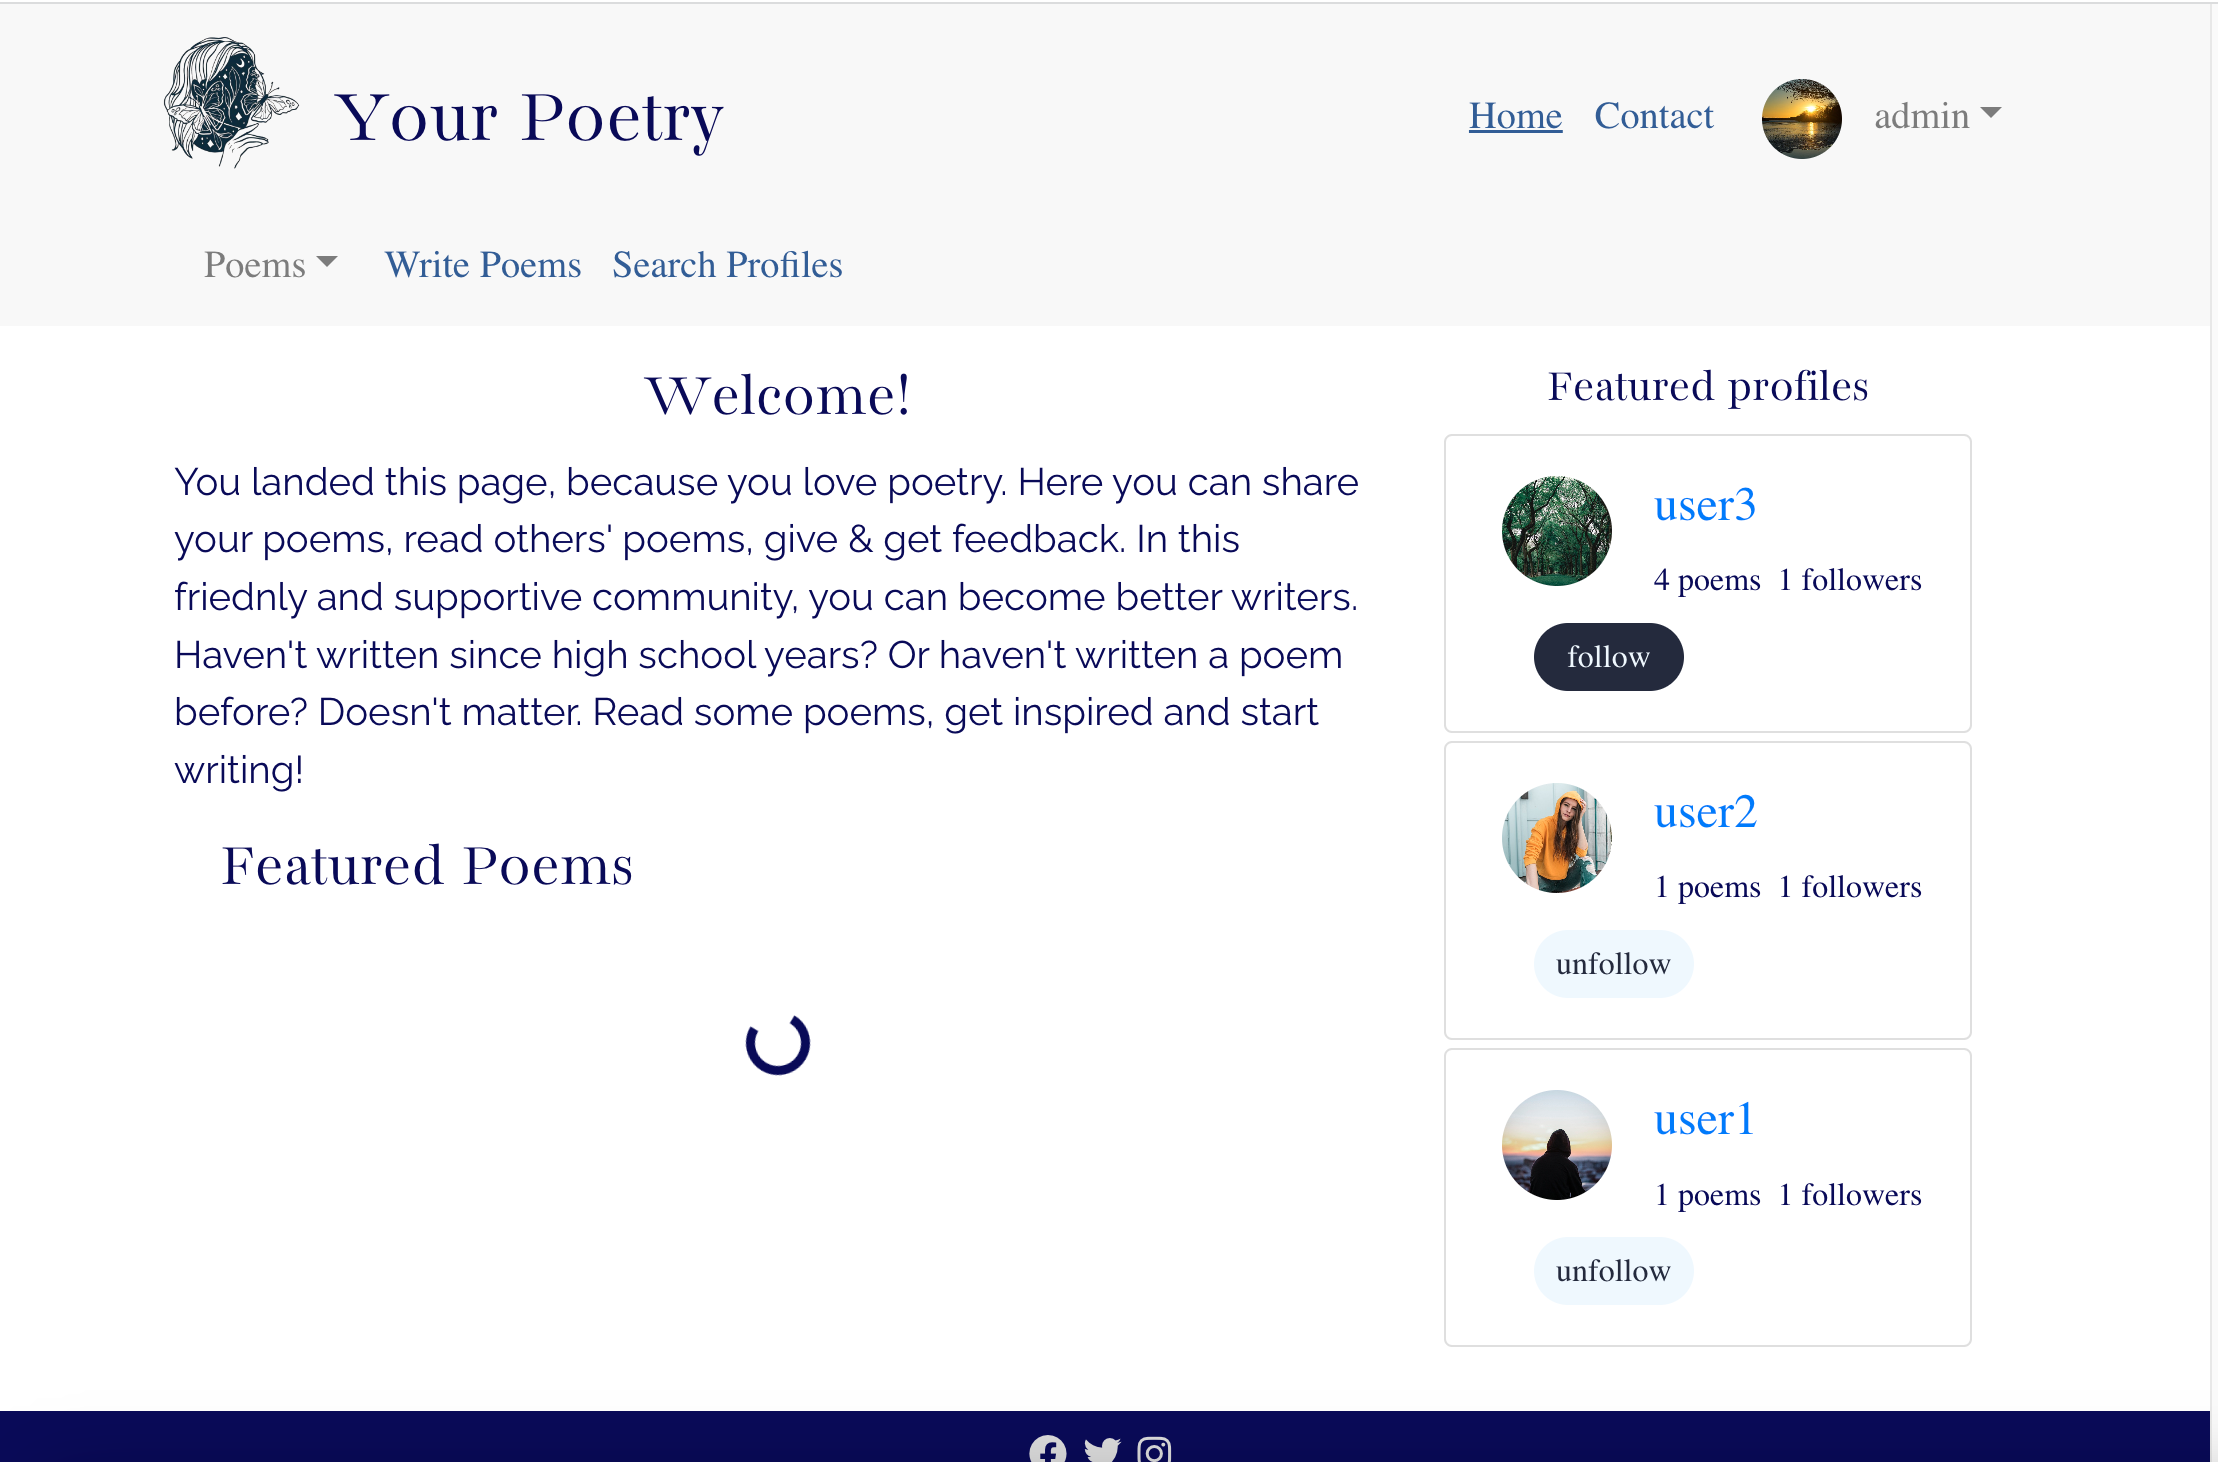 Your Poetry
Home Contact admin
Poems Write Poems Search Profiles
Welcome!
You landed this page, because you love poetry. Here you can share
your poems, read others' poems, give & get feedback. In this
friednly and supportive community, you can become better writers.
Haven't written since high school years? Or haven't written a poem
before? Doesn't matter. Read some poems, get inspired and start
writing!
Featured Poems
Featured profiles
user3
4 poems 1 followers
follow
user2
1 poems 1 followers
unfollow
user1
1 poems 1 followers
unfollow